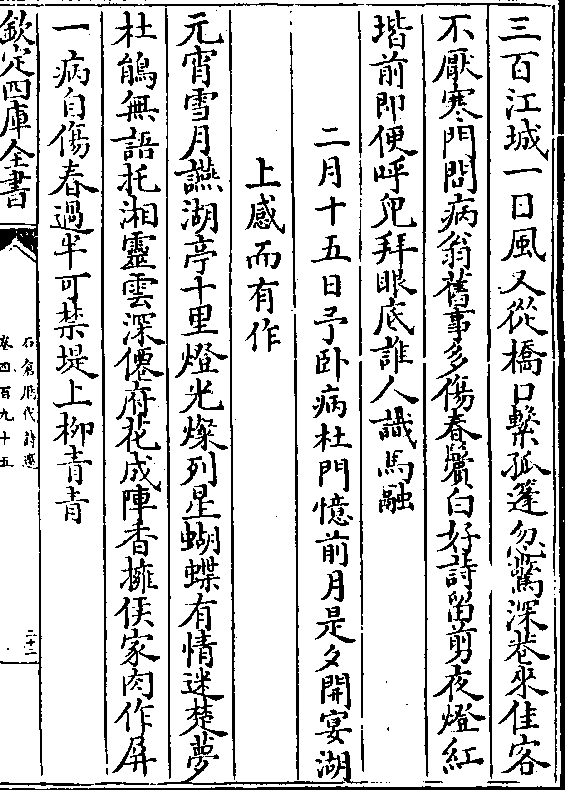 三百江城一日風又從橋口繫孤篷忽驚深巷來佳客
不厭寒門問病翁舊事多傷春鬢白好詩留剪夜燈紅
堦前即便呼兒拜眼底誰人識馬融
二月十五日予卧病杜門憶前月是夕開宴湖
上感而有作
元宵雪月讌湖亭十里燈光燦列星蝴蝶有情迷楚夢
杜鵑無語托湘靈雲深僊府花成陣香擁侯家肉作屏
一病自傷春過半可禁堤上栁青青
欽定四庫全書
石倉歴代詩選
卷四百九十五
二十二